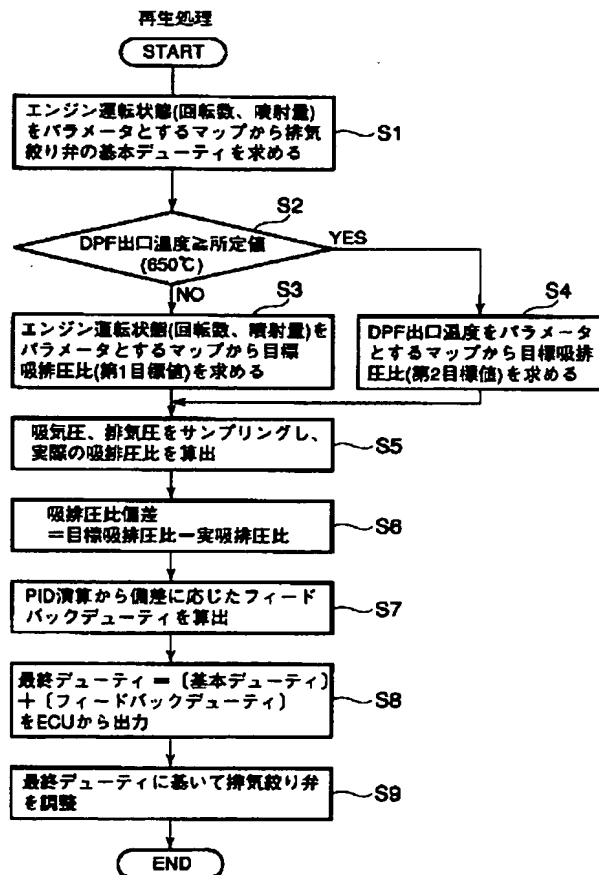 再生処理
START
エンジン運転状態(回転数、噴射量)
をパラメータとするマップから排気
絞り弁の基本デューティを求める
S1
S2
DPF出口温度≧所定値
(650℃)
YES
NO
S3
エンジン運転状態(回転数、噴射量)を
パラメータとするマップから目標
吸排圧比(第1目標値)を求める
S4
DPF出口温度をパラメータ
とするマップから目標吸排
圧比(第2目標値)を求める
吸気圧、排気圧をサンプリングし、
実際の吸排圧比を算出
S5
吸排圧比偏差
=目標吸排圧比−実吸排圧比
S6
PID演算から偏差に応じたフィード
バックデューティを算出
S7
最終デューティ = 〔基本デューティ〕
+〔フィードバックデューティ〕
をECUから出力
S8
最終デューティに基いて排気絞り弁
を調整
S9
END